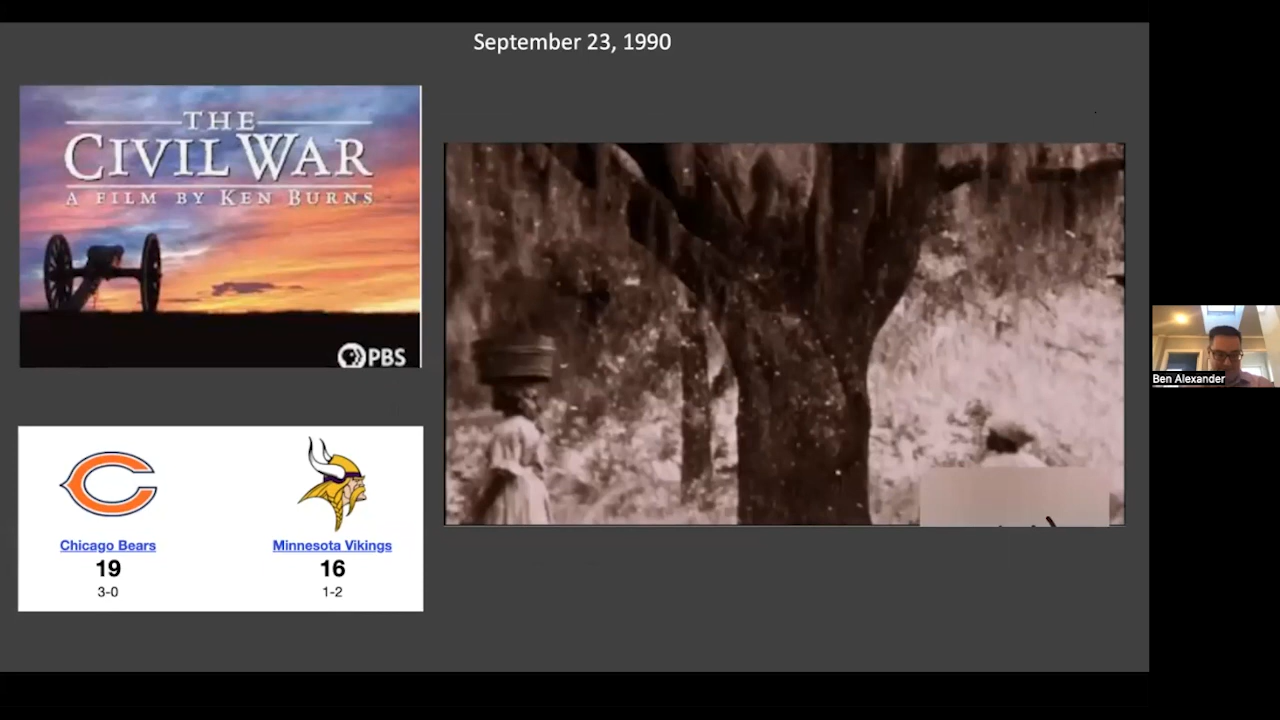 September 23, 1990
THE
CIVIL WAR
A FILM BY KEN BURNS
PBS
Chicago Bears
19
3-0
Minnesota Vikings
16
1-2
Ben Alexander